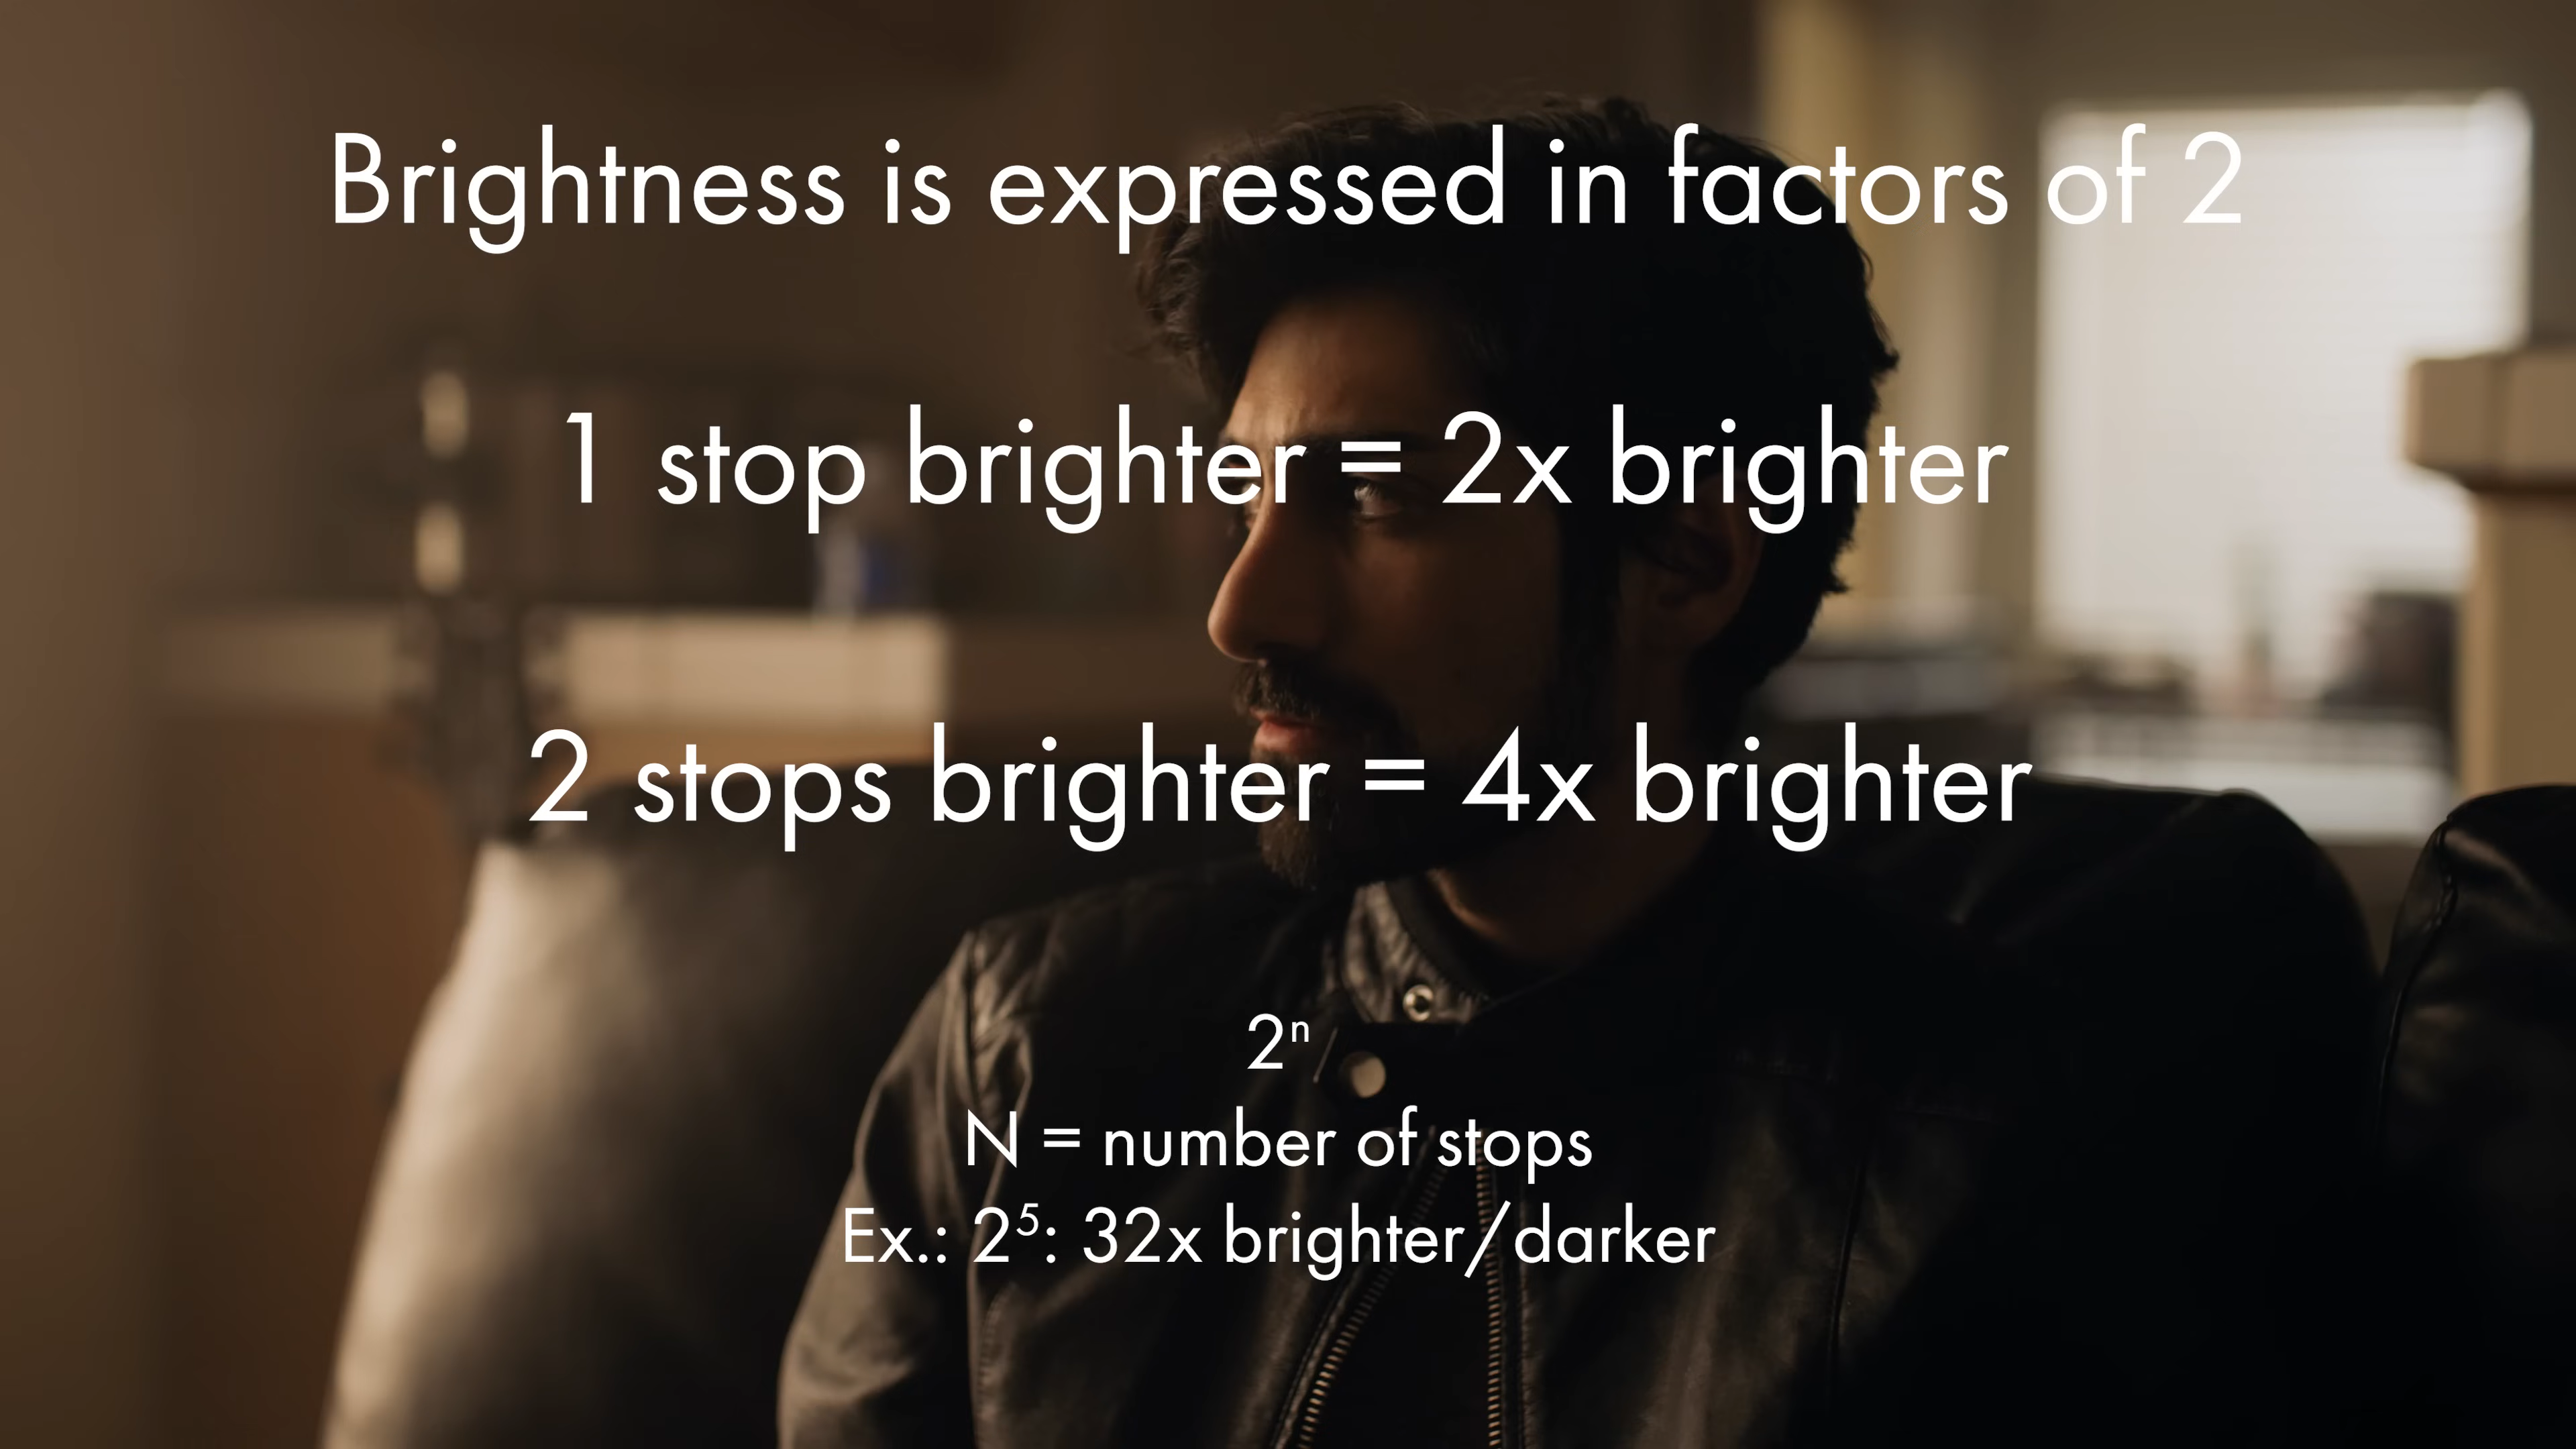 Brightness is expressed in factors of 2
1 stop brighter = 2x brighter
2 stops brighter = 4x brighter
2ⁿ
N = number of stops
Ex.: 2⁵: 32x brighter/darker